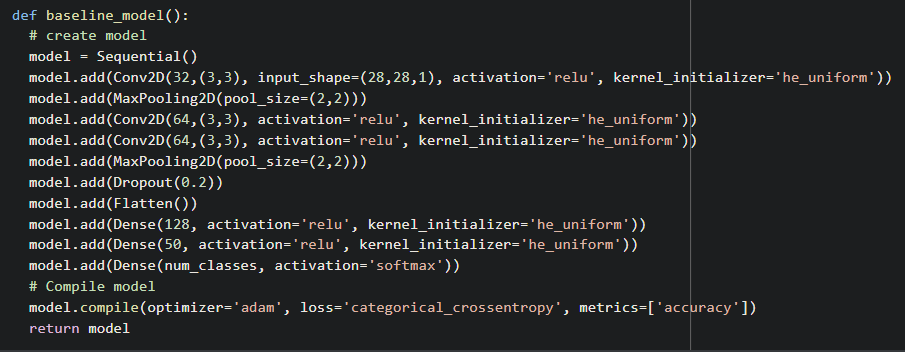 def baseline_model():
  # create model
  model = Sequential()
  model.add(Conv2D(32,(3,3), input_shape=(28,28,1), activation='relu', kernel_initializer='he_uniform'))
  model.add(MaxPooling2D(pool_size=(2,2)))
  model.add(Conv2D(64,(3,3), activation='relu', kernel_initializer='he_uniform'))
  model.add(Conv2D(64,(3,3), activation='relu', kernel_initializer='he_uniform'))
  model.add(MaxPooling2D(pool_size=(2,2)))
  model.add(Dropout(0.2))
  model.add(Flatten())
  model.add(Dense(128, activation='relu', kernel_initializer='he_uniform'))
  model.add(Dense(50, activation='relu', kernel_initializer='he_uniform'))
  model.add(Dense(num_classes, activation='softmax'))
  # Compile model
  model.compile(optimizer='adam', loss='categorical_crossentropy', metrics=['accuracy'])
  return model